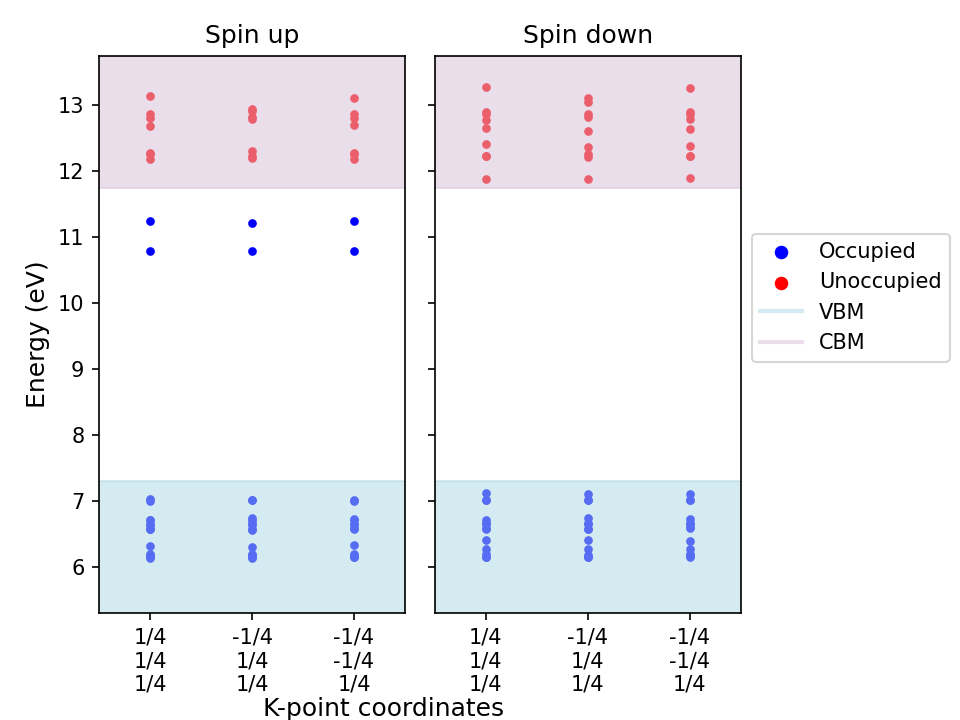 Spin up
Spin down
Energy (eV)
13
12
11
10
9
8
7
6
1/4 -1/4 -1/4
1/4 1/4 -1/4
1/4 1/4 1/4
1/4 -1/4 -1/4
1/4 1/4 -1/4
1/4 1/4 1/4
K-point coordinates
Occupied
Unoccupied
VBM
CBM